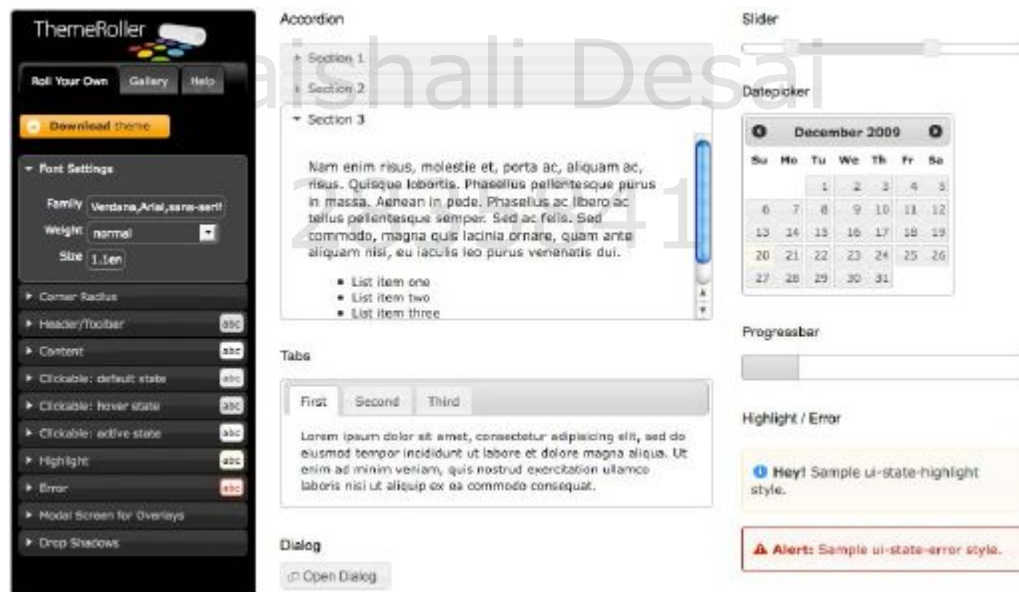 ThemeRoller
Roll Your Own
Gallery
Help
Download theme
Font Settings
Family Verdana,Arial,sans-serif
Weight normal
Size 1.1em
Corner Radius
Header/Toolbar abc
Content abc
Clickable: default state abc
Clickable: hover state abc
Clickable: active state abc
Highlight abc
Error abc
Modal Screen for Overlays
Drop Shadows
Accordion
Section 1
Section 2
Section 3
Nam enim risus, molestie et, porta ac, aliquam ac,
risus. Quisque lobortis. Phasellus pellentesque purus
in massa. Aenean in pede. Phasellus ac libero ac
tellus pellentesque semper. Sed ac felis. Sed
commodo, magna quis lacinia ornare, quam ante
aliquam nisi, eu iaculis leo purus venenatis dui.
List item one
List item two
List item three
Tabs
First Second Third
Lorem ipsum dolor sit amet, consectetur adipisicing elit, sed do
eiusmod tempor incididunt ut labore et dolore magna aliqua. Ut
enim ad minim veniam, quis nostrud exercitation ullamco
laboris nisi ut aliquip ex ea commodo consequat.
Dialog
Open Dialog
Slider
Datepicker
December 2009
Su Mo Tu We Th Fr Sa
1 2 3 4 5
6 7 8 9 10 11 12
13 14 15 16 17 18 19
20 21 22 23 24 25 26
27 28 29 30 31
Progressbar
Highlight / Error
Hey! Sample ui-state-highlight
style.
Alert: Sample ui-state-error style.
Desai